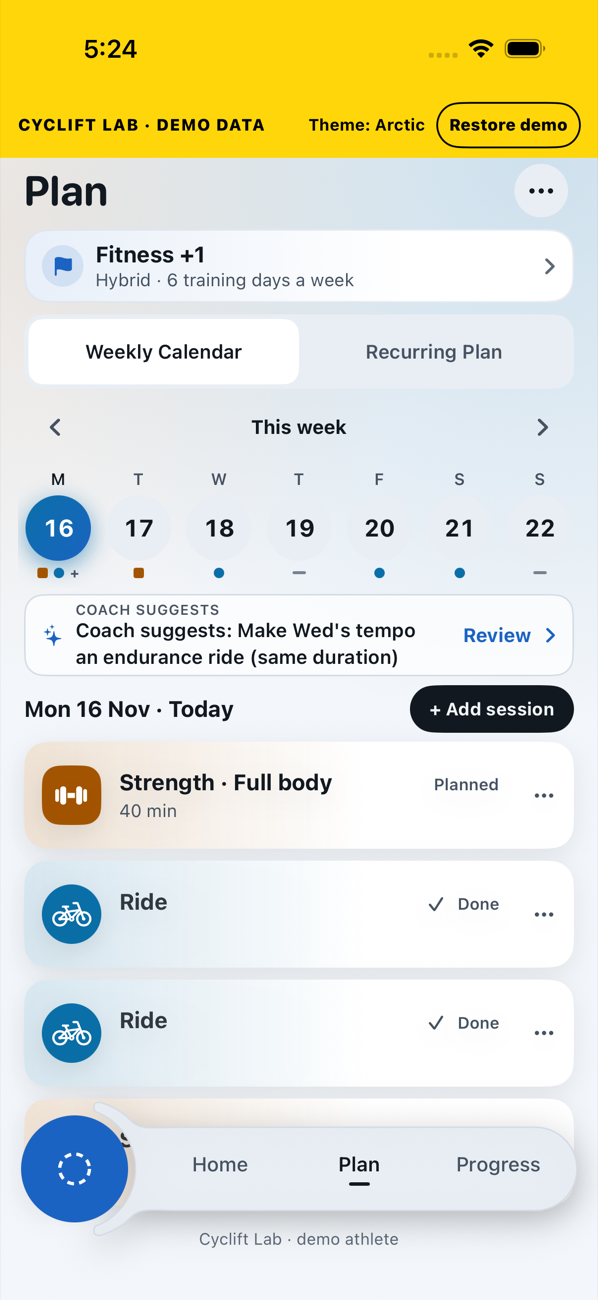 5:24
CYCLIFT LAB · DEMO DATA
Theme: Arctic
Restore demo
Plan
Fitness +1
Hybrid · 6 training days a week
Weekly Calendar
Recurring Plan
This week
M T W T F S S
16 17 18 19 20 21 22
+
COACH SUGGESTS
Coach suggests: Make Wed's tempo
an endurance ride (same duration)
Review
Mon 16 Nov · Today
+ Add session
Strength · Full body
Planned
40 min
Ride
Done
Ride
Done
Home
Plan
Progress
Cyclift Lab · demo athlete